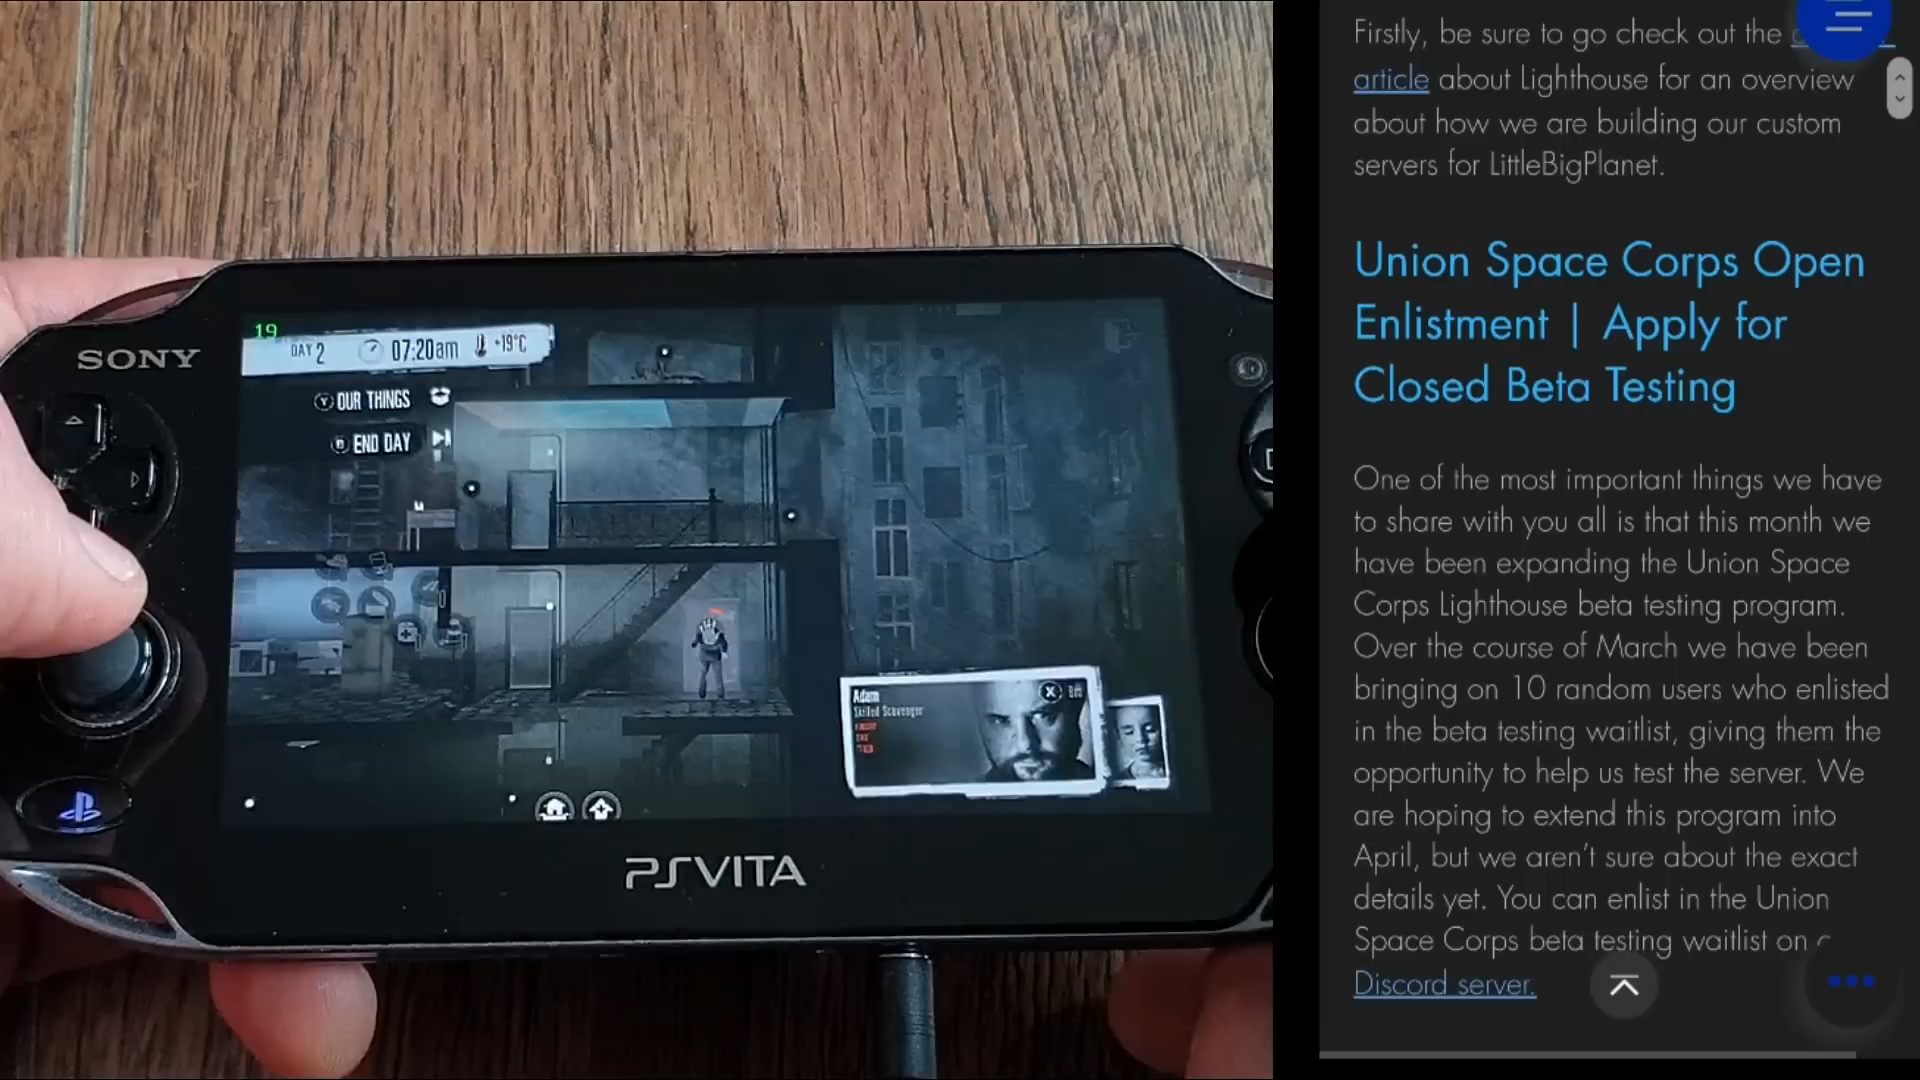 SONY
19
DAY 2 07:20am +19°C
OUR THINGS
END DAY
Adam
Skilled Scavenger
PSVITA
Firstly, be sure to go check out the
article about Lighthouse for an overview
about how we are building our custom
servers for LittleBigPlanet.
Union Space Corps Open
Enlistment | Apply for
Closed Beta Testing
One of the most important things we have
to share with you all is that this month we
have been expanding the Union Space
Corps Lighthouse beta testing program.
Over the course of March we have been
bringing on 10 random users who enlisted
in the beta testing waitlist, giving them the
opportunity to help us test the server. We
are hoping to extend this program into
April, but we aren't sure about the exact
details yet. You can enlist in the Union
Space Corps beta testing waitlist on
Discord server.